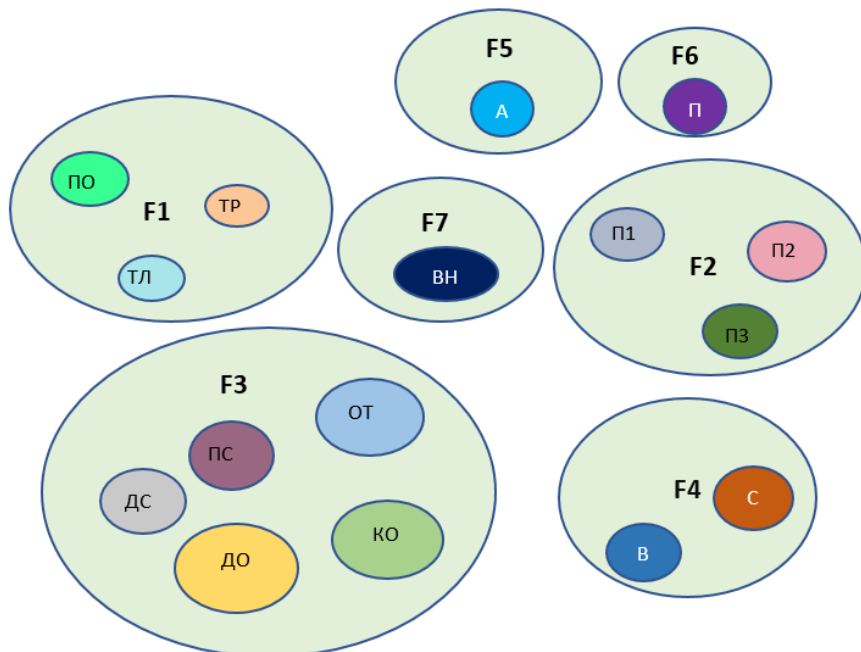 F5
А
F6
П
F1
ПО
ТР
ТЛ
F7
ВН
F2
П1
П2
П3
F3
ОТ
ПС
ДС
ДО
КО
F4
С
В